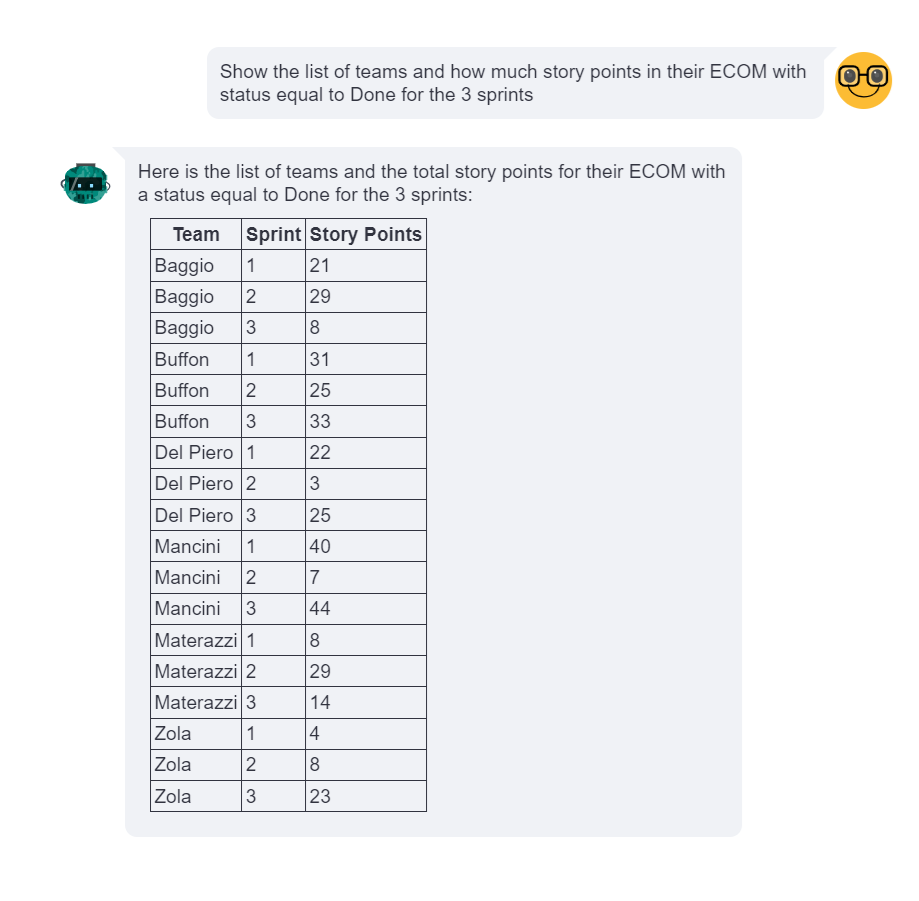 Show the list of teams and how much story points in their ECOM with
status equal to Done for the 3 sprints
Here is the list of teams and the total story points for their ECOM with
a status equal to Done for the 3 sprints:
Team Sprint Story Points
Baggio 1 21
Baggio 2 29
Baggio 3 8
Buffon 1 31
Buffon 2 25
Buffon 3 33
Del Piero 1 22
Del Piero 2 3
Del Piero 3 25
Mancini 1 40
Mancini 2 7
Mancini 3 44
Materazzi 1 8
Materazzi 2 29
Materazzi 3 14
Zola 1 4
Zola 2 8
Zola 3 23